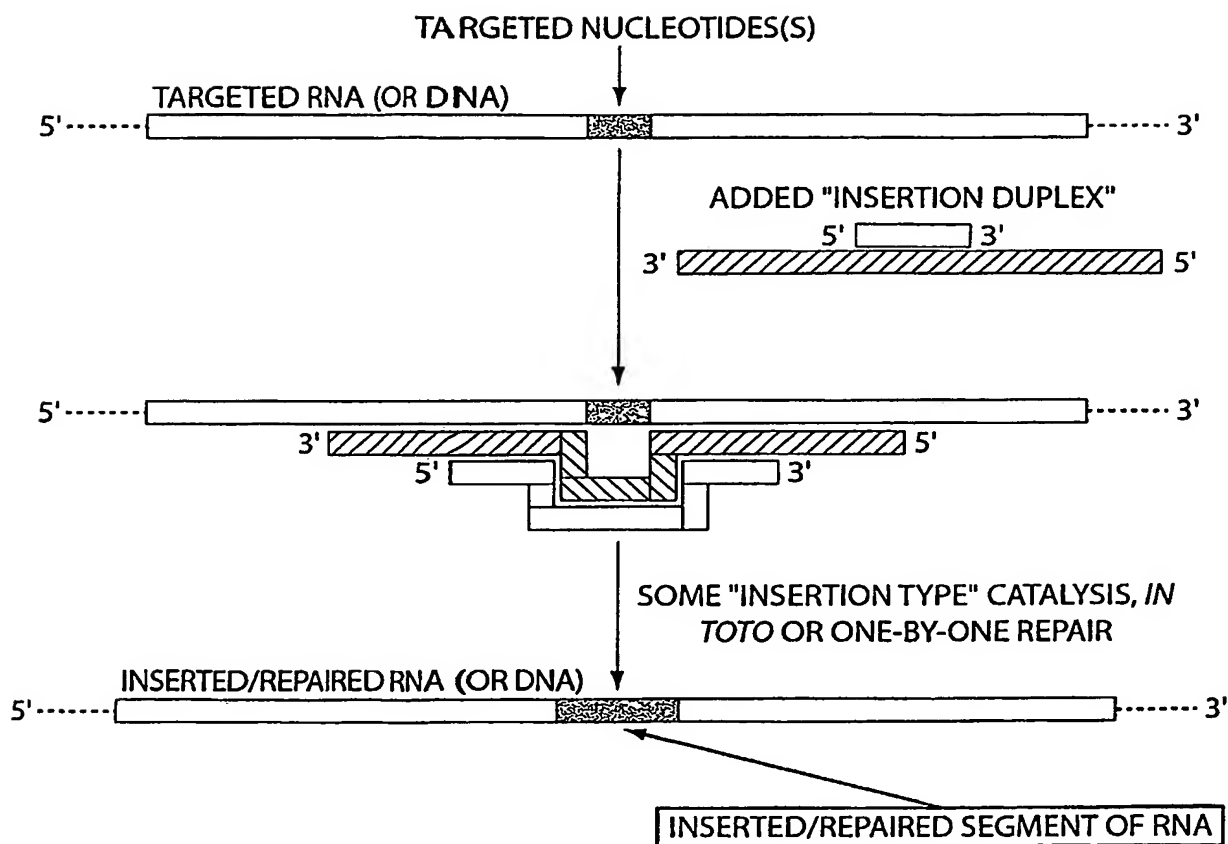 TARGETED NUCLEOTIDES(S)
TARGETED RNA (OR DNA)
5' 3'
ADDED "INSERTION DUPLEX"
5' 3'
3' 5'
5' 3'
3' 5'
5' 3'
SOME "INSERTION TYPE" CATALYSIS, IN
TOTO OR ONE-BY-ONE REPAIR
INSERTED/REPAIRED RNA (OR DNA)
5' 3'
INSERTED/REPAIRED SEGMENT OF RNA